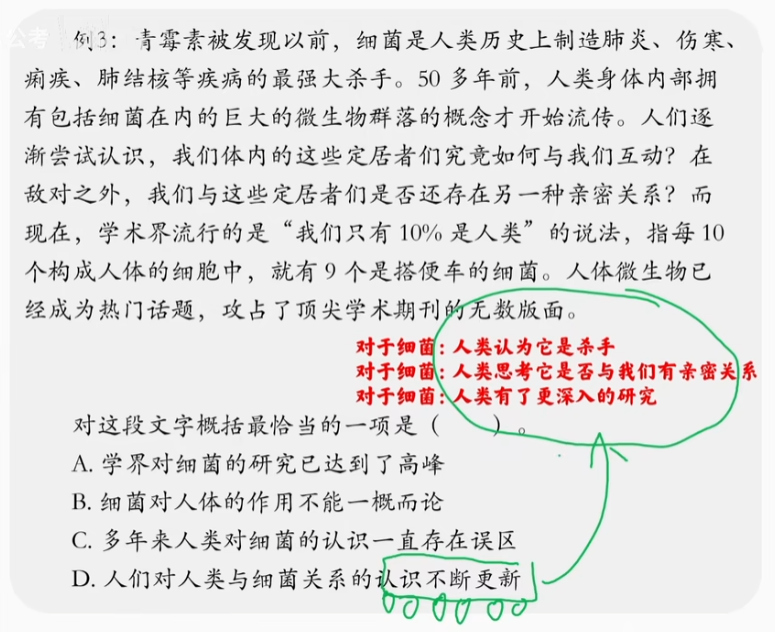 公考
例3：青霉素被发现以前，细菌是人类历史上制造肺炎、伤寒、
痢疾、肺结核等疾病的最强大杀手。50 多年前，人类身体内部拥
有包括细菌在内的巨大的微生物群落的概念才开始流传。人们逐
渐尝试认识，我们体内的这些定居者们究竟如何与我们互动？在
敌对之外，我们与这些定居者们是否还存在另一种亲密关系？而
现在，学术界流行的是“我们只有 10% 是人类”的说法，指每 10
个构成人体的细胞中，就有 9 个是搭便车的细菌。人体微生物已
经成为热门话题，攻占了顶尖学术期刊的无数版面。
对于细菌：人类认为它是杀手
对于细菌：人类思考它是否与我们有亲密关系
对于细菌：人类有了更深入的研究
对这段文字概括最恰当的一项是（ ）。
A. 学界对细菌的研究已达到了高峰
B. 细菌对人体的作用不能一概而论
C. 多年来人类对细菌的认识一直存在误区
D. 人们对人类与细菌关系的认识不断更新